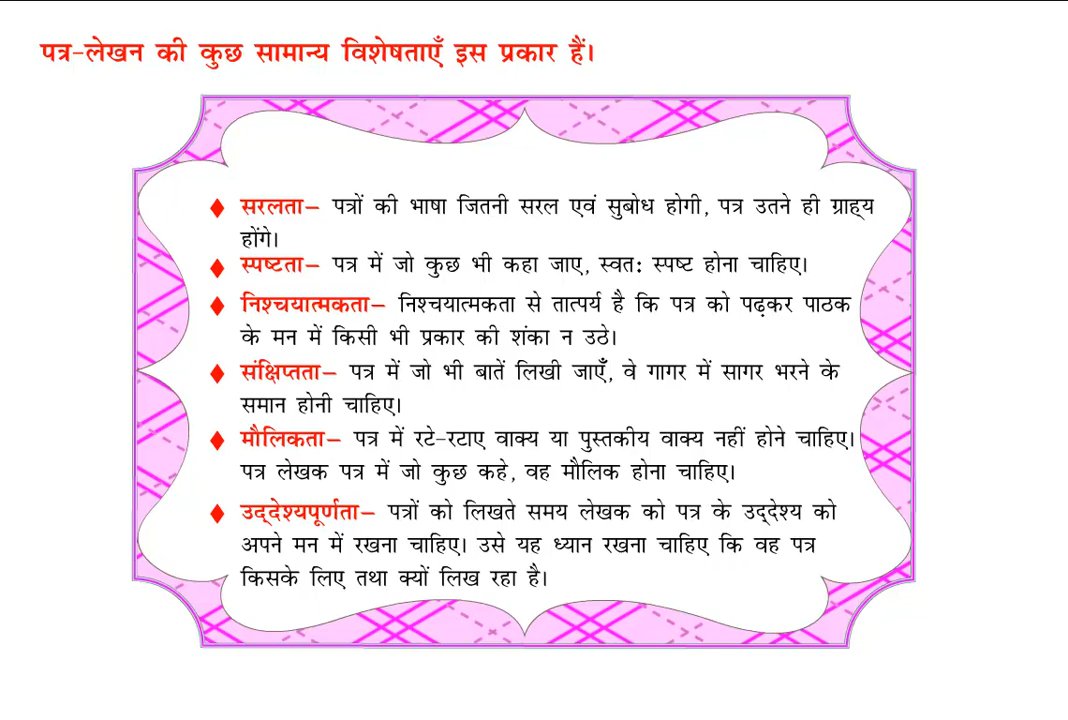 पत्र-लेखन की कुछ सामान्य विशेषताएँ इस प्रकार हैं।
♦ सरलता– पत्रों की भाषा जितनी सरल एवं सुबोध होगी, पत्र उतने ही ग्राह्‌य
होंगे।
♦ स्पष्टता– पत्र में जो कुछ भी कहा जाए, स्वतः स्पष्ट होना चाहिए।
♦ निश्चयात्मकता– निश्चयात्मकता से तात्पर्य है कि पत्र को पढ़कर पाठक
के मन में किसी भी प्रकार की शंका न उठे।
♦ संक्षिप्तता– पत्र में जो भी बातें लिखी जाएँ, वे गागर में सागर भरने के
समान होनी चाहिए।
♦ मौलिकता– पत्र में रटे-रटाए वाक्य या पुस्तकीय वाक्य नहीं होने चाहिए।
पत्र लेखक पत्र में जो कुछ कहे, वह मौलिक होना चाहिए।
♦ उद्‌देश्यपूर्णता– पत्रों को लिखते समय लेखक को पत्र के उद्‌देश्य को
अपने मन में रखना चाहिए। उसे यह ध्यान रखना चाहिए कि वह पत्र
किसके लिए तथा क्यों लिख रहा है।